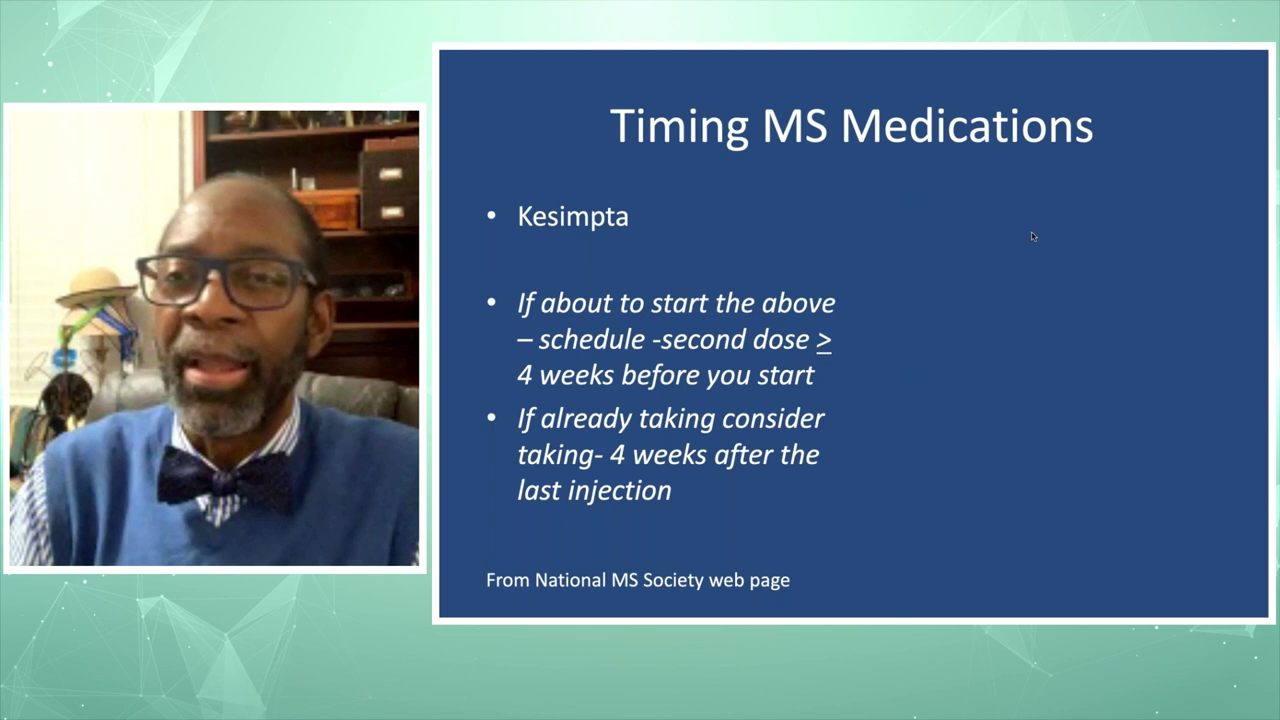 Timing MS Medications
• Kesimpta
• If about to start the above
– schedule -second dose ≥
4 weeks before you start
• If already taking consider
taking- 4 weeks after the
last injection
From National MS Society web page